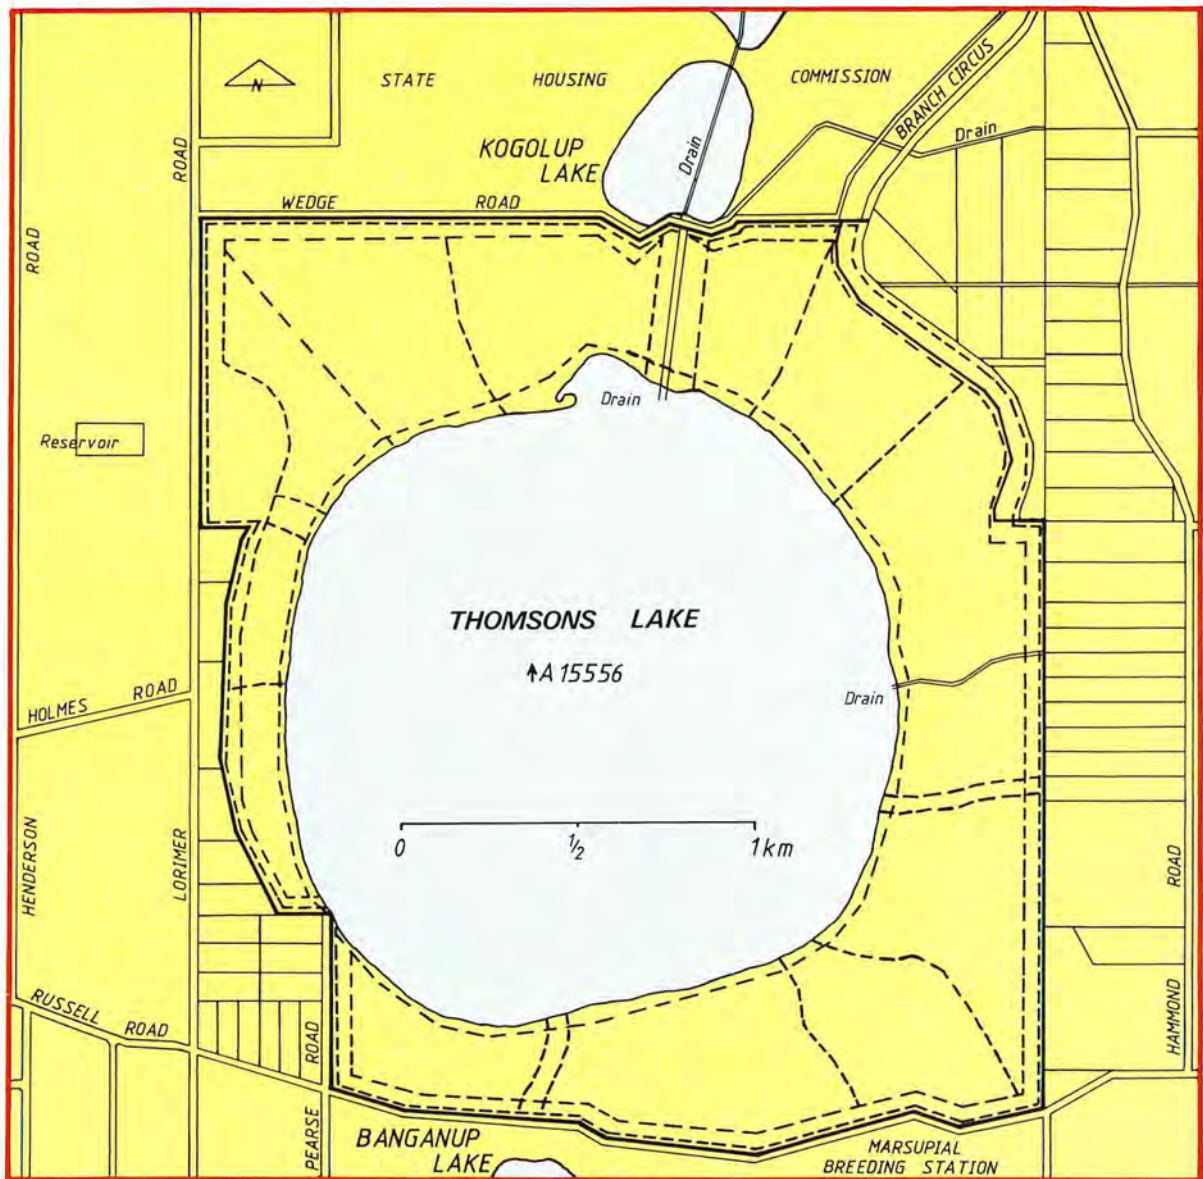 N
STATE HOUSING COMMISSION
BRANCH CIRCUS
Drain
KOGOLUP
LAKE
Drain
ROAD
WEDGE ROAD
ROAD
Reservoir
Drain
THOMSONS LAKE
↑A 15556
Drain
HOLMES ROAD
0 ½ 1km
HENDERSON
LORIMER
ROAD
HAMMOND
RUSSELL ROAD
ROAD
PEARSE
BANGANUP
LAKE
MARSUPIAL
BREEDING STATION